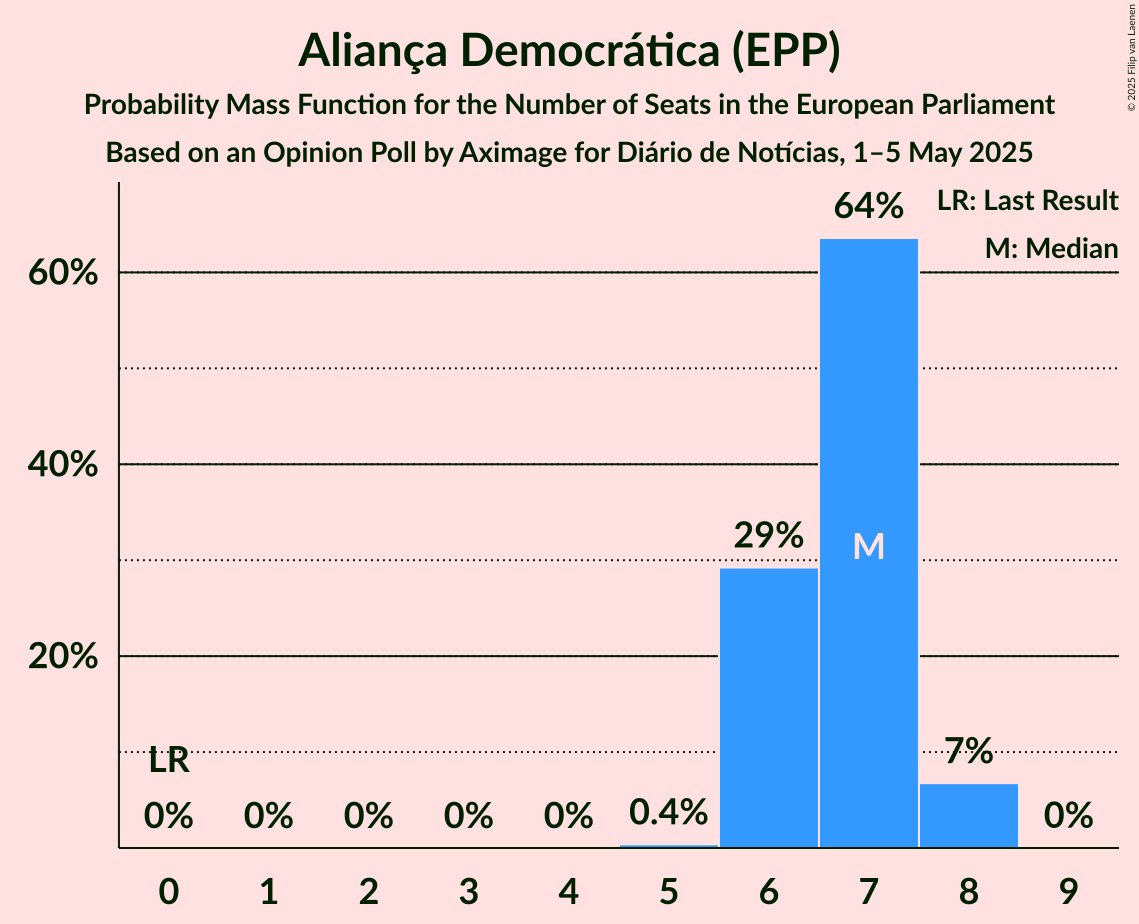 Aliança Democrática (EPP)
Probability Mass Function for the Number of Seats in the European Parliament
Based on an Opinion Poll by Aximage for Diário de Notícias, 1–5 May 2025
© 2025 Filip van Laenen
LR: Last Result
M: Median
64%
60%
40%
29%
M
20%
LR
7%
0% 0% 0% 0% 0% 0.4% 0%
0 1 2 3 4 5 6 7 8 9